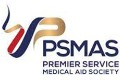 PSMAS
PREMIER SERVICE
MEDICAL AID SOCIETY